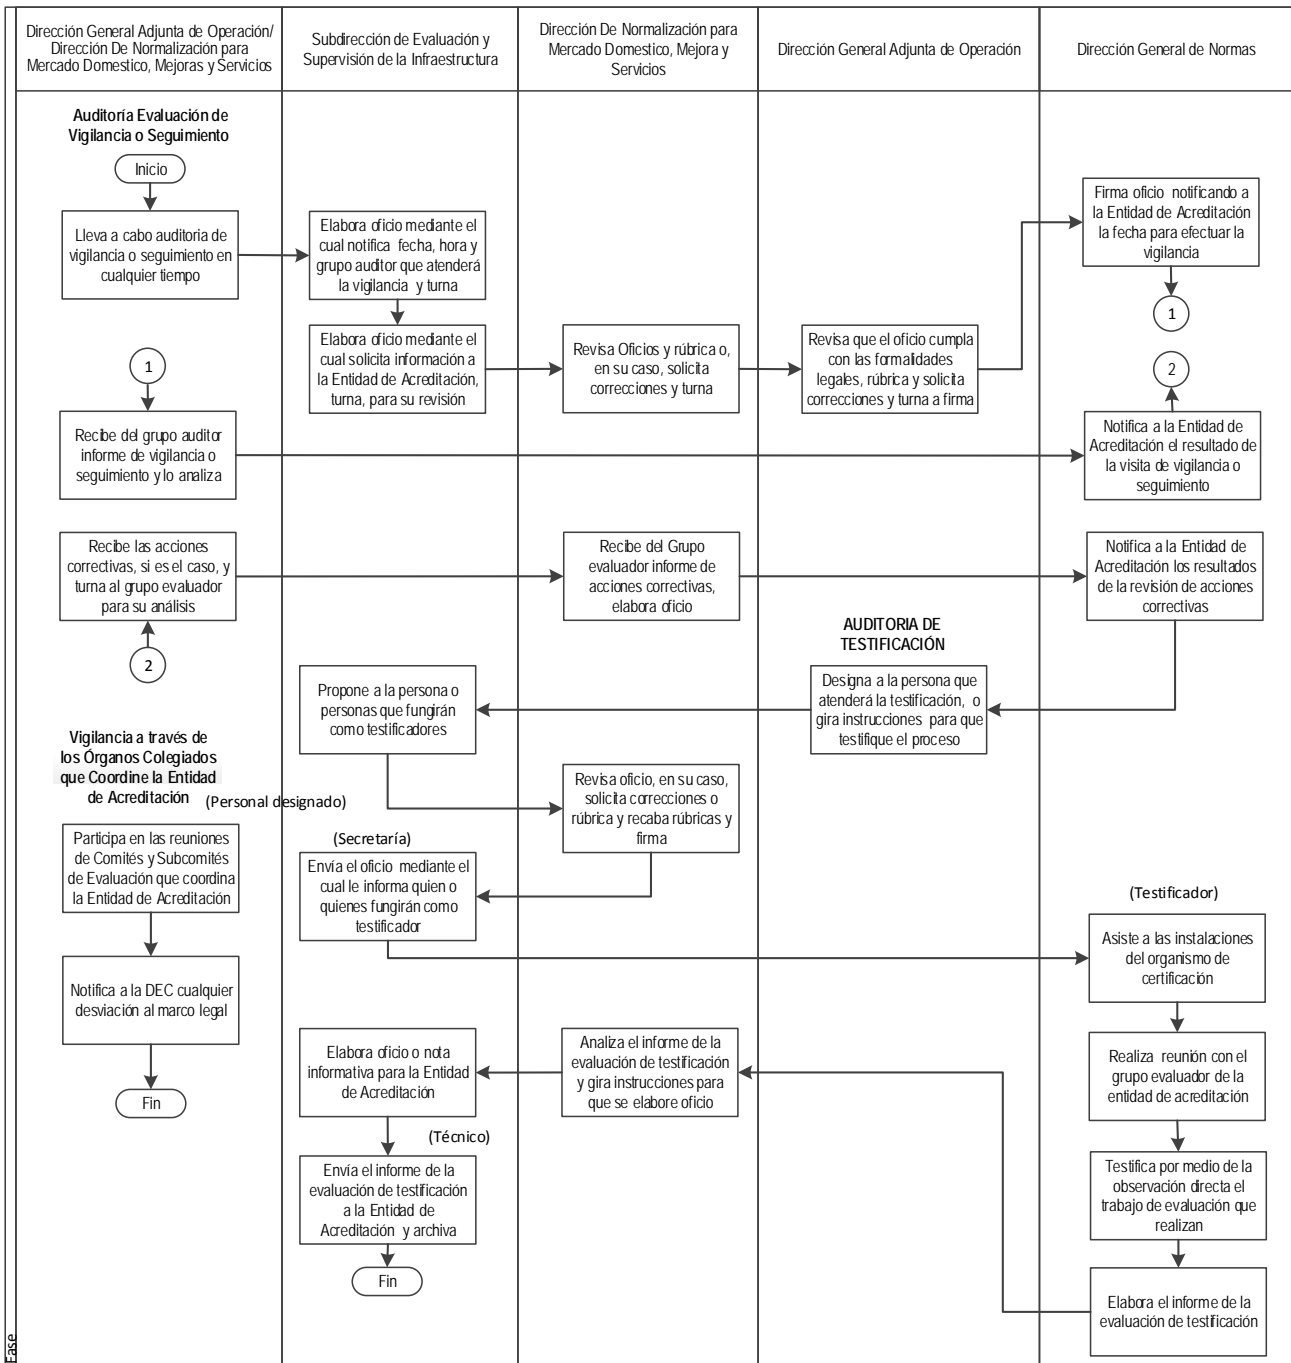 Dirección General Adjunta de Operación/
Dirección De Normalización para
Mercado Domestico, Mejoras y Servicios
Subdirección de Evaluación y
Supervisión de la Infraestructura
Dirección De Normalización para
Mercado Domestico, Mejora y
Servicios
Dirección General Adjunta de Operación
Dirección General de Normas
Auditoría Evaluación de
Vigilancia o Seguimiento
Inicio
Lleva a cabo auditoria de
vigilancia o seguimiento en
cualquier tiempo
Elabora oficio mediante el
cual notifica fecha, hora y
grupo auditor que atenderá
la vigilancia y turna
Firma oficio notificando a
la Entidad de Acreditación
la fecha para efectuar la
vigilancia
1
Elabora oficio mediante el
cual solicita información a
la Entidad de Acreditación,
turna, para su revisión
Revisa Oficios y rúbrica o,
en su caso, solicita
correcciones y turna
Revisa que el oficio cumpla
con las formalidades
legales, rúbrica y solicita
correcciones y turna a firma
1
2
Recibe del grupo auditor
informe de vigilancia o
seguimiento y lo analiza
Notifica a la Entidad de
Acreditación el resultado de
la visita de vigilancia o
seguimiento
Recibe las acciones
correctivas, si es el caso, y
turna al grupo evaluador
para su análisis
Recibe del Grupo
evaluador informe de
acciones correctivas,
elabora oficio
Notifica a la Entidad de
Acreditación los resultados
de la revisión de acciones
correctivas
2
AUDITORIA DE
TESTIFICACIÓN
Designa a la persona que
atenderá la testificación, o
gira instrucciones para que
testifique el proceso
Propone a la persona o
personas que fungirán
como testificadores
Vigilancia a través de
los Órganos Colegiados
que Coordine la Entidad
de Acreditación
(Personal designado)
Revisa oficio, en su caso,
solicita correcciones o
rúbrica y recaba rúbricas y
firma
Participa en las reuniones
de Comités y Subcomités
de Evaluación que coordina
la Entidad de Acreditación
(Secretaría)
Envía el oficio mediante el
cual le informa quien o
quienes fungirán como
testificador
(Testificador)
Asiste a las instalaciones
del organismo de
certificación
Notifica a la DEC cualquier
desviación al marco legal
Fin
Realiza reunión con el
grupo evaluador de la
entidad de acreditación
Analiza el informe de la
evaluación de testificación
y gira instrucciones para
que se elabore oficio
Elabora oficio o nota
informativa para la Entidad
de Acreditación
(Técnico)
Envía el informe de la
evaluación de testificación
a la Entidad de
Acreditación y archiva
Fin
Testifica por medio de la
observación directa el
trabajo de evaluación que
realizan
Elabora el informe de la
evaluación de testificación
Fase